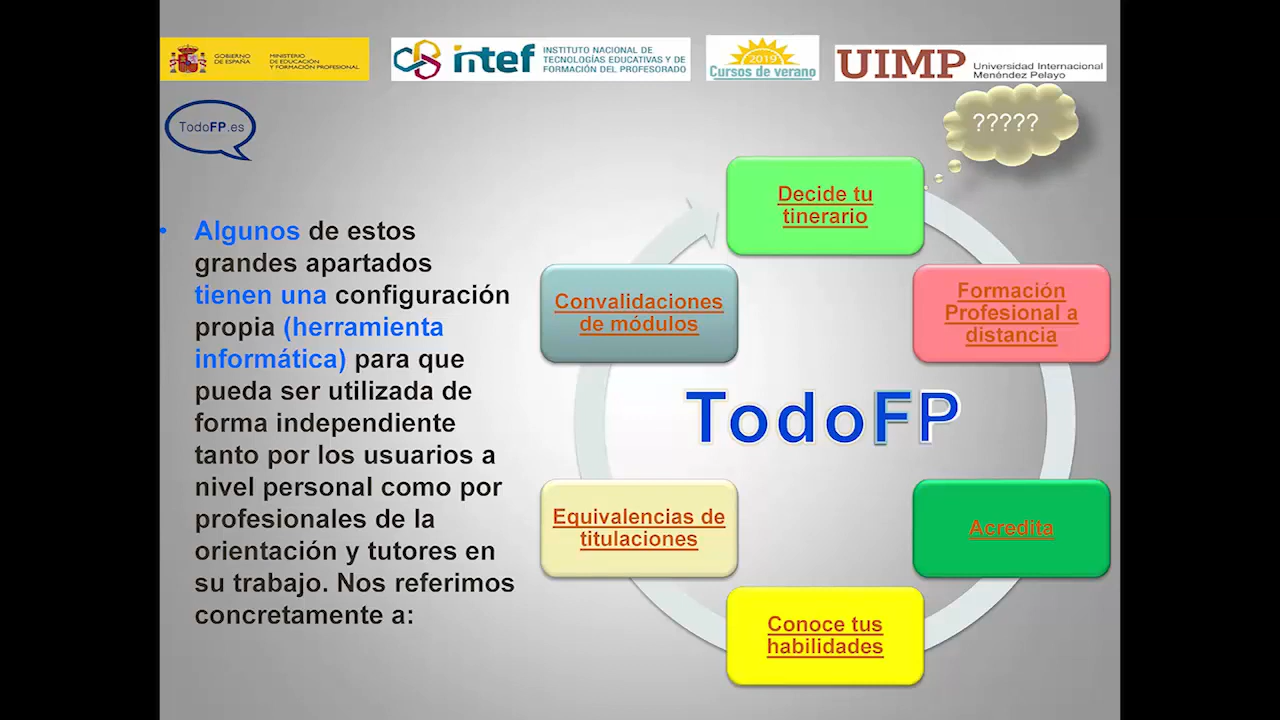 GOBIERNO
DE ESPAÑA
MINISTERIO
DE EDUCACIÓN
Y FORMACIÓN PROFESIONAL
intef
INSTITUTO NACIONAL DE
TECNOLOGÍAS EDUCATIVAS Y DE
FORMACIÓN DEL PROFESORADO
2019
Cursos de verano
UIMP
Universidad Internacional
Menéndez Pelayo
TodoFP.es
?????
• Algunos de estos
grandes apartados
tienen una configuración
propia (herramienta
informática) para que
pueda ser utilizada de
forma independiente
tanto por los usuarios a
nivel personal como por
profesionales de la
orientación y tutores en
su trabajo. Nos referimos
concretamente a:
Decide tu
tinerario
Formación
Profesional a
distancia
Acredita
Conoce tus
habilidades
Equivalencias de
titulaciones
Convalidaciones
de módulos
TodoFP